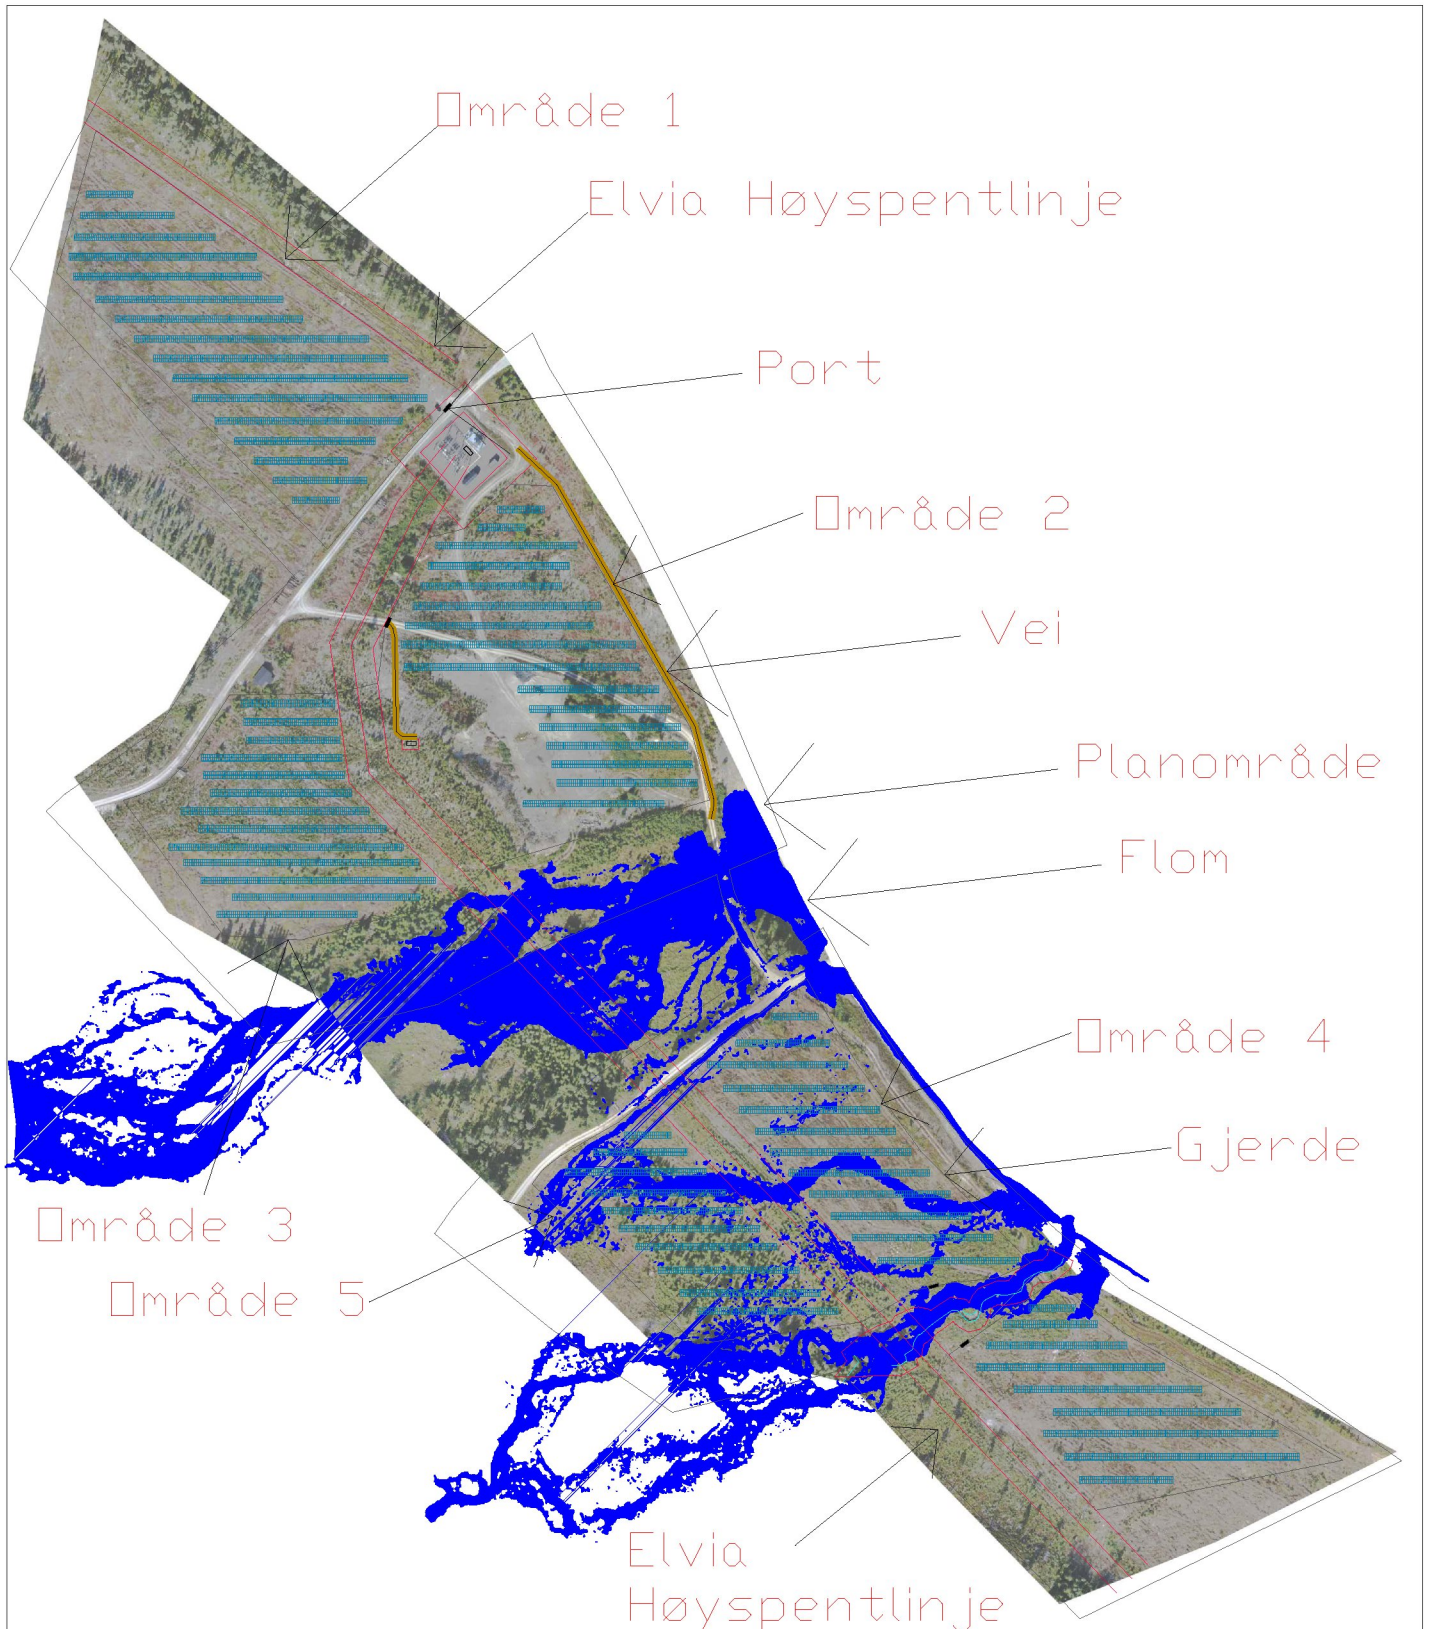 Område 1
Elvia Høyspentlinje
Port
Område 2
Vei
Planområde
Flom
Område 4
Gjerde
Område 3
Område 5
Elvia
Høyspentlinje